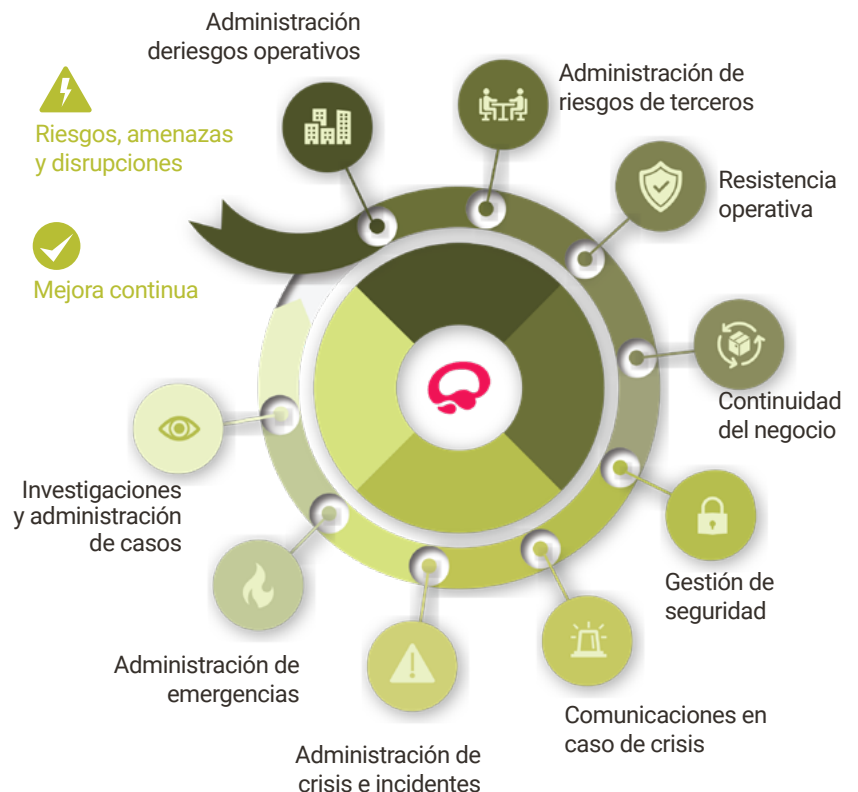 Administración
deriesgos operativos
Administración de
riesgos de terceros
Riesgos, amenazas
y disrupciones
Resistencia
operativa
Mejora continua
Continuidad
del negocio
Investigaciones
y administración
de casos
Gestión de
seguridad
Administración de
emergencias
Comunicaciones en
caso de crisis
Administración de
crisis e incidentes